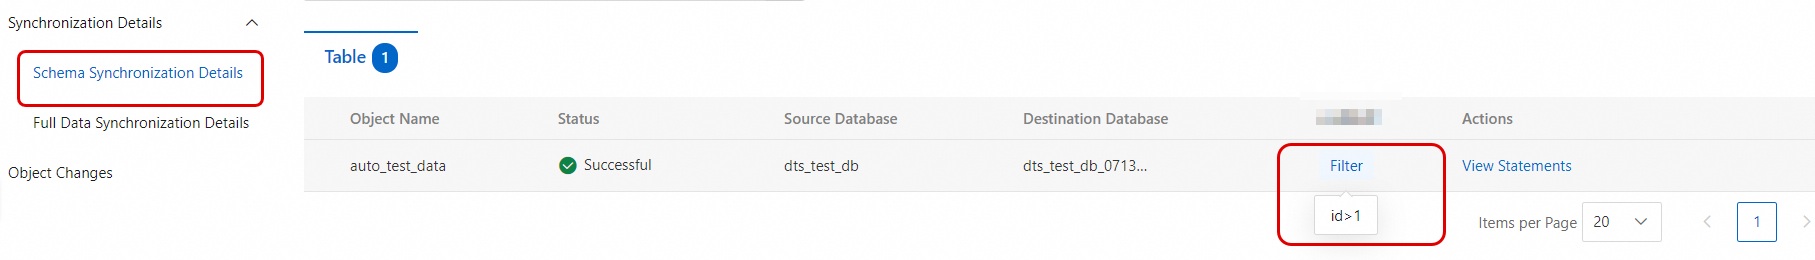 Synchronization Details
Schema Synchronization Details
Full Data Synchronization Details
Object Changes
Table 1
Object Name Status Source Database Destination Database Actions
auto_test_data Successful dts_test_db dts_test_db_0713... Filter View Statements
id>1
Items per Page 20 1